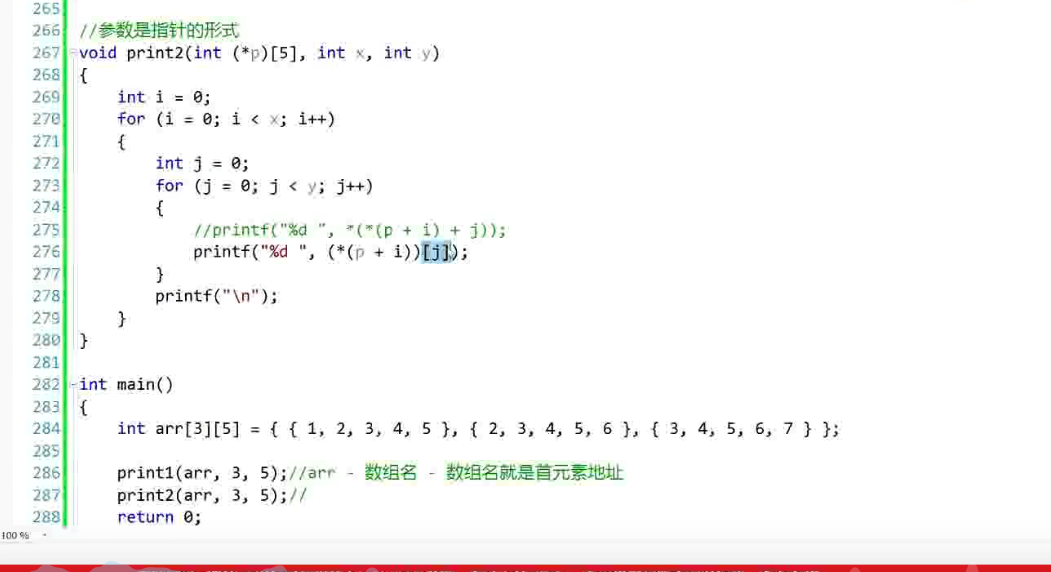 265
266 //参数是指针的形式
267 void print2(int (*p)[5], int x, int y)
268 {
269 int i = 0;
270 for (i = 0; i < x; i++)
271 {
272 int j = 0;
273 for (j = 0; j < y; j++)
274 {
275 //printf("%d ", *(*(p + i) + j));
276 printf("%d ", (*(p + i))[j]);
277 }
278 printf("\n");
279 }
280 }
281
282 int main()
283 {
284 int arr[3][5] = { { 1, 2, 3, 4, 5 }, { 2, 3, 4, 5, 6 }, { 3, 4, 5, 6, 7 } };
285
286 print1(arr, 3, 5);//arr - 数组名 - 数组名就是首元素地址
287 print2(arr, 3, 5);//
288 return 0;
100 %